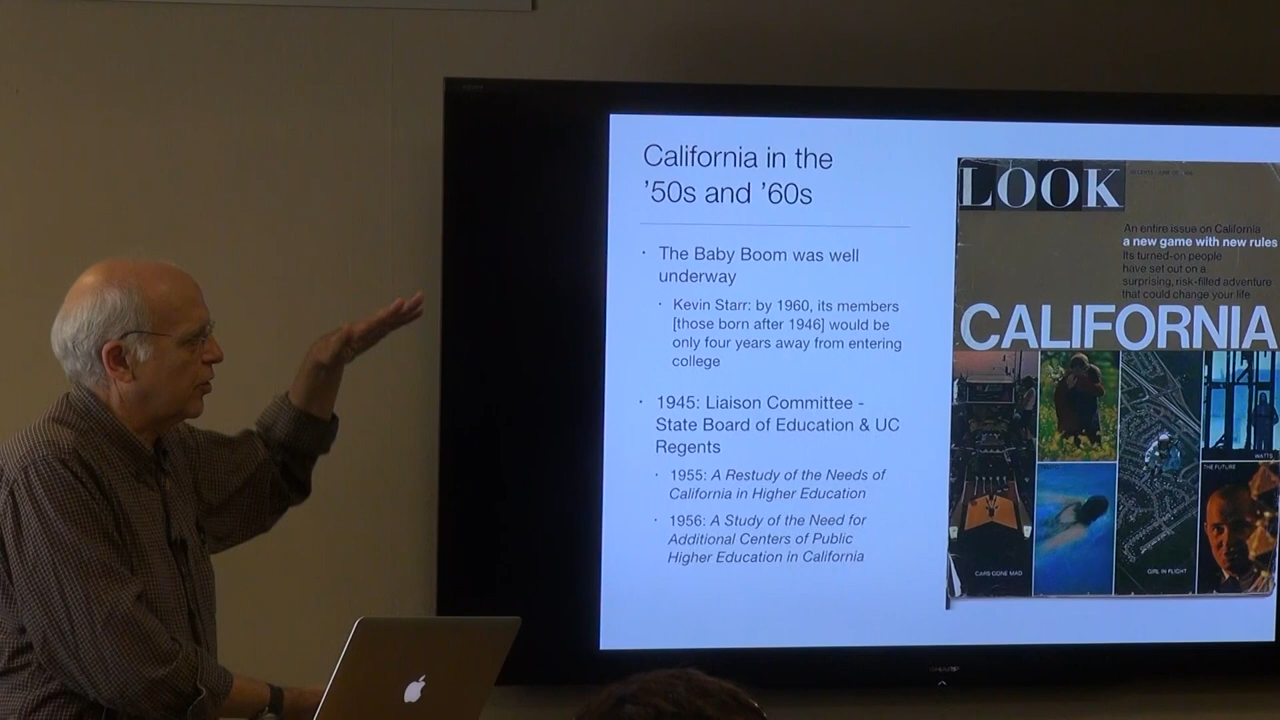 California in the
’50s and ’60s
· The Baby Boom was well
underway
· Kevin Starr: by 1960, its members
[those born after 1946] would be
only four years away from entering
college
· 1945: Liaison Committee -
State Board of Education & UC
Regents
· 1955: A Restudy of the Needs of
California in Higher Education
· 1956: A Study of the Need for
Additional Centers of Public
Higher Education in California
LOOK
An entire issue on California
a new game with new rules
Its turned-on people
have set out on a
surprising, risk-filled adventure
that could change your life
CALIFORNIA
WATTS
THE FUTURE
CARS GONE MAD
GIRL IN FLIGHT